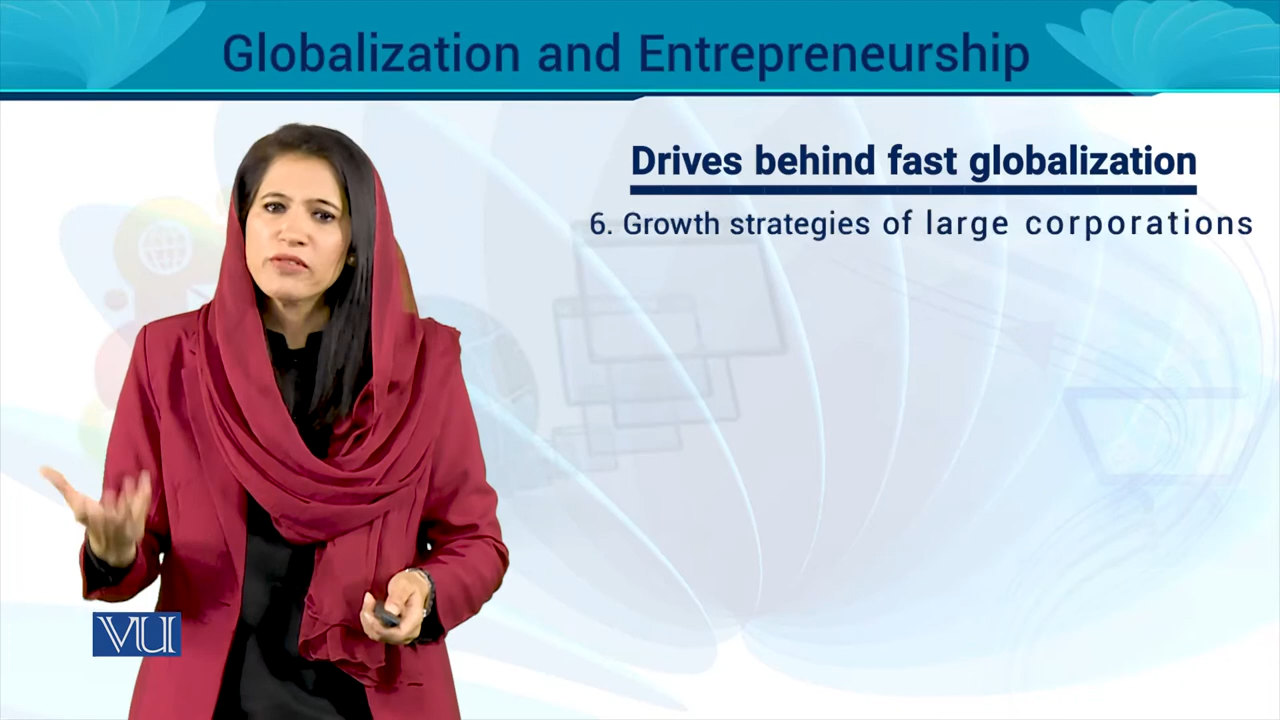 Globalization and Entrepreneurship
Drives behind fast globalization
6. Growth strategies of large corporations
VU